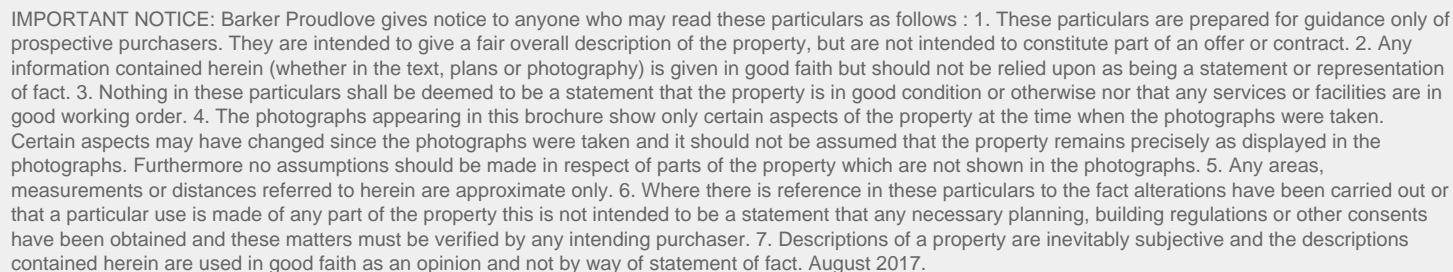 IMPORTANT NOTICE: Barker Proudlove gives notice to anyone who may read these particulars as follows : 1. These particulars are prepared for guidance only of
prospective purchasers. They are intended to give a fair overall description of the property, but are not intended to constitute part of an offer or contract. 2. Any
information contained herein (whether in the text, plans or photography) is given in good faith but should not be relied upon as being a statement or representation
of fact. 3. Nothing in these particulars shall be deemed to be a statement that the property is in good condition or otherwise nor that any services or facilities are in
good working order. 4. The photographs appearing in this brochure show only certain aspects of the property at the time when the photographs were taken.
Certain aspects may have changed since the photographs were taken and it should not be assumed that the property remains precisely as displayed in the
photographs. Furthermore no assumptions should be made in respect of parts of the property which are not shown in the photographs. 5. Any areas,
measurements or distances referred to herein are approximate only. 6. Where there is reference in these particulars to the fact alterations have been carried out or
that a particular use is made of any part of the property this is not intended to be a statement that any necessary planning, building regulations or other consents
have been obtained and these matters must be verified by any intending purchaser. 7. Descriptions of a property are inevitably subjective and the descriptions
contained herein are used in good faith as an opinion and not by way of statement of fact. August 2017.